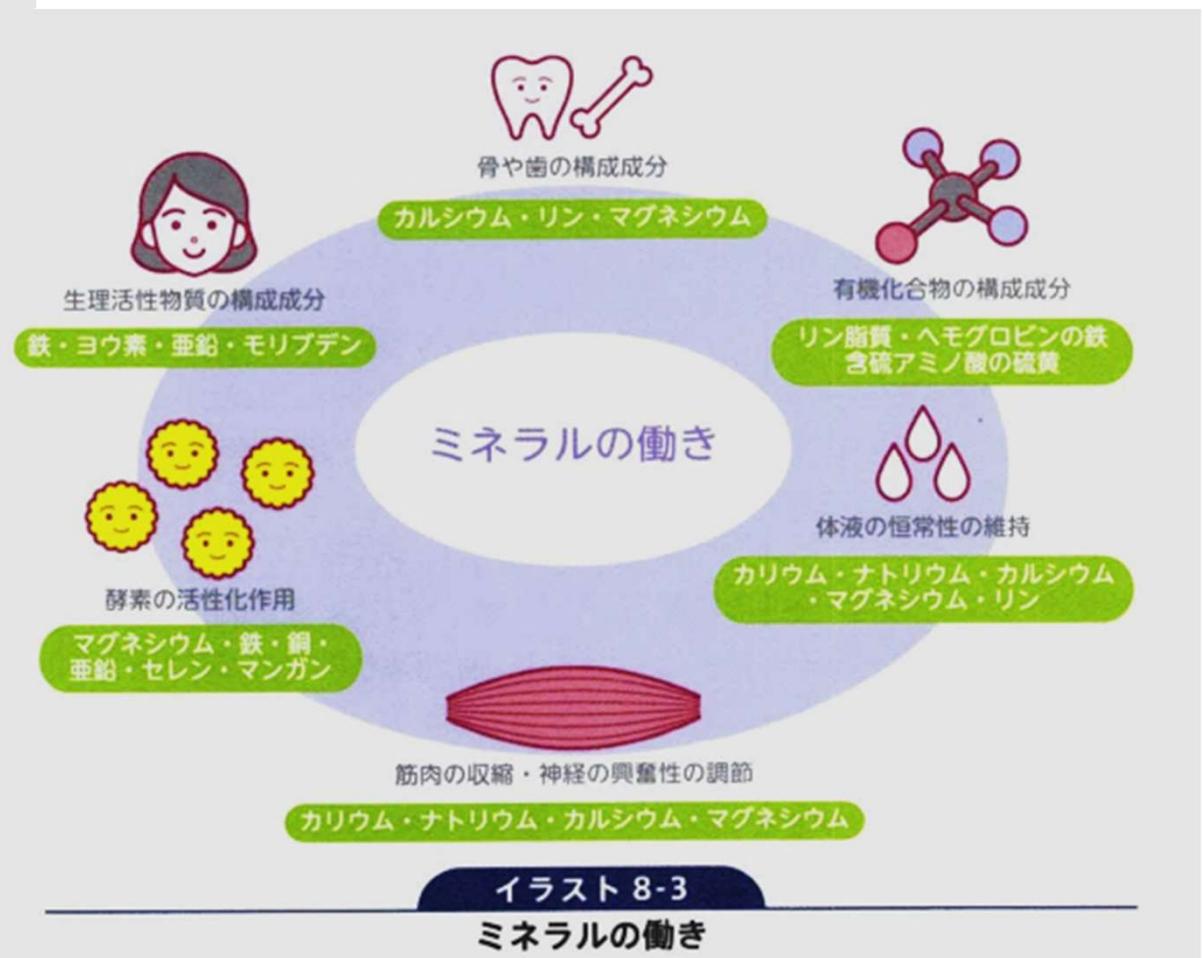 骨や歯の構成成分
カルシウム・リン・マグネシウム
有機化合物の構成成分
リン脂質・ヘモグロビンの鉄
含硫アミノ酸の硫黄
体液の恒常性の維持
カリウム・ナトリウム・カルシウム
・マグネシウム・リン
筋肉の収縮・神経の興奮性の調節
カリウム・ナトリウム・カルシウム・マグネシウム
酵素の活性化作用
マグネシウム・鉄・銅・
亜鉛・セレン・マンガン
生理活性物質の構成成分
鉄・ヨウ素・亜鉛・モリブデン
ミネラルの働き
イラスト 8-3
ミネラルの働き